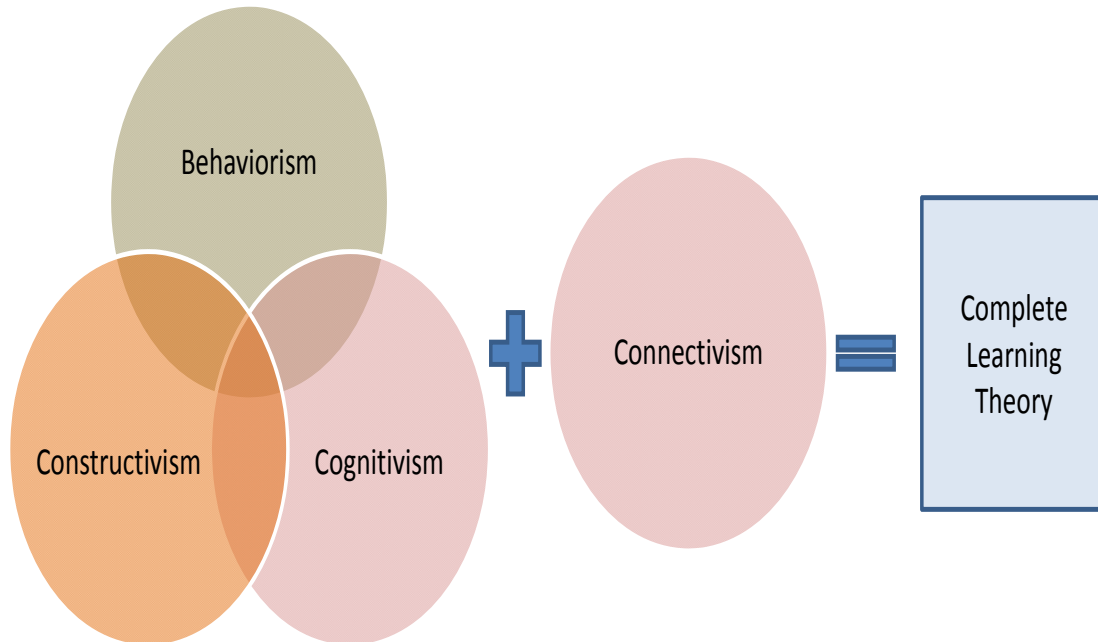 Behaviorism
Constructivism
Cognitivism
Connectivism
Complete
Learning
Theory